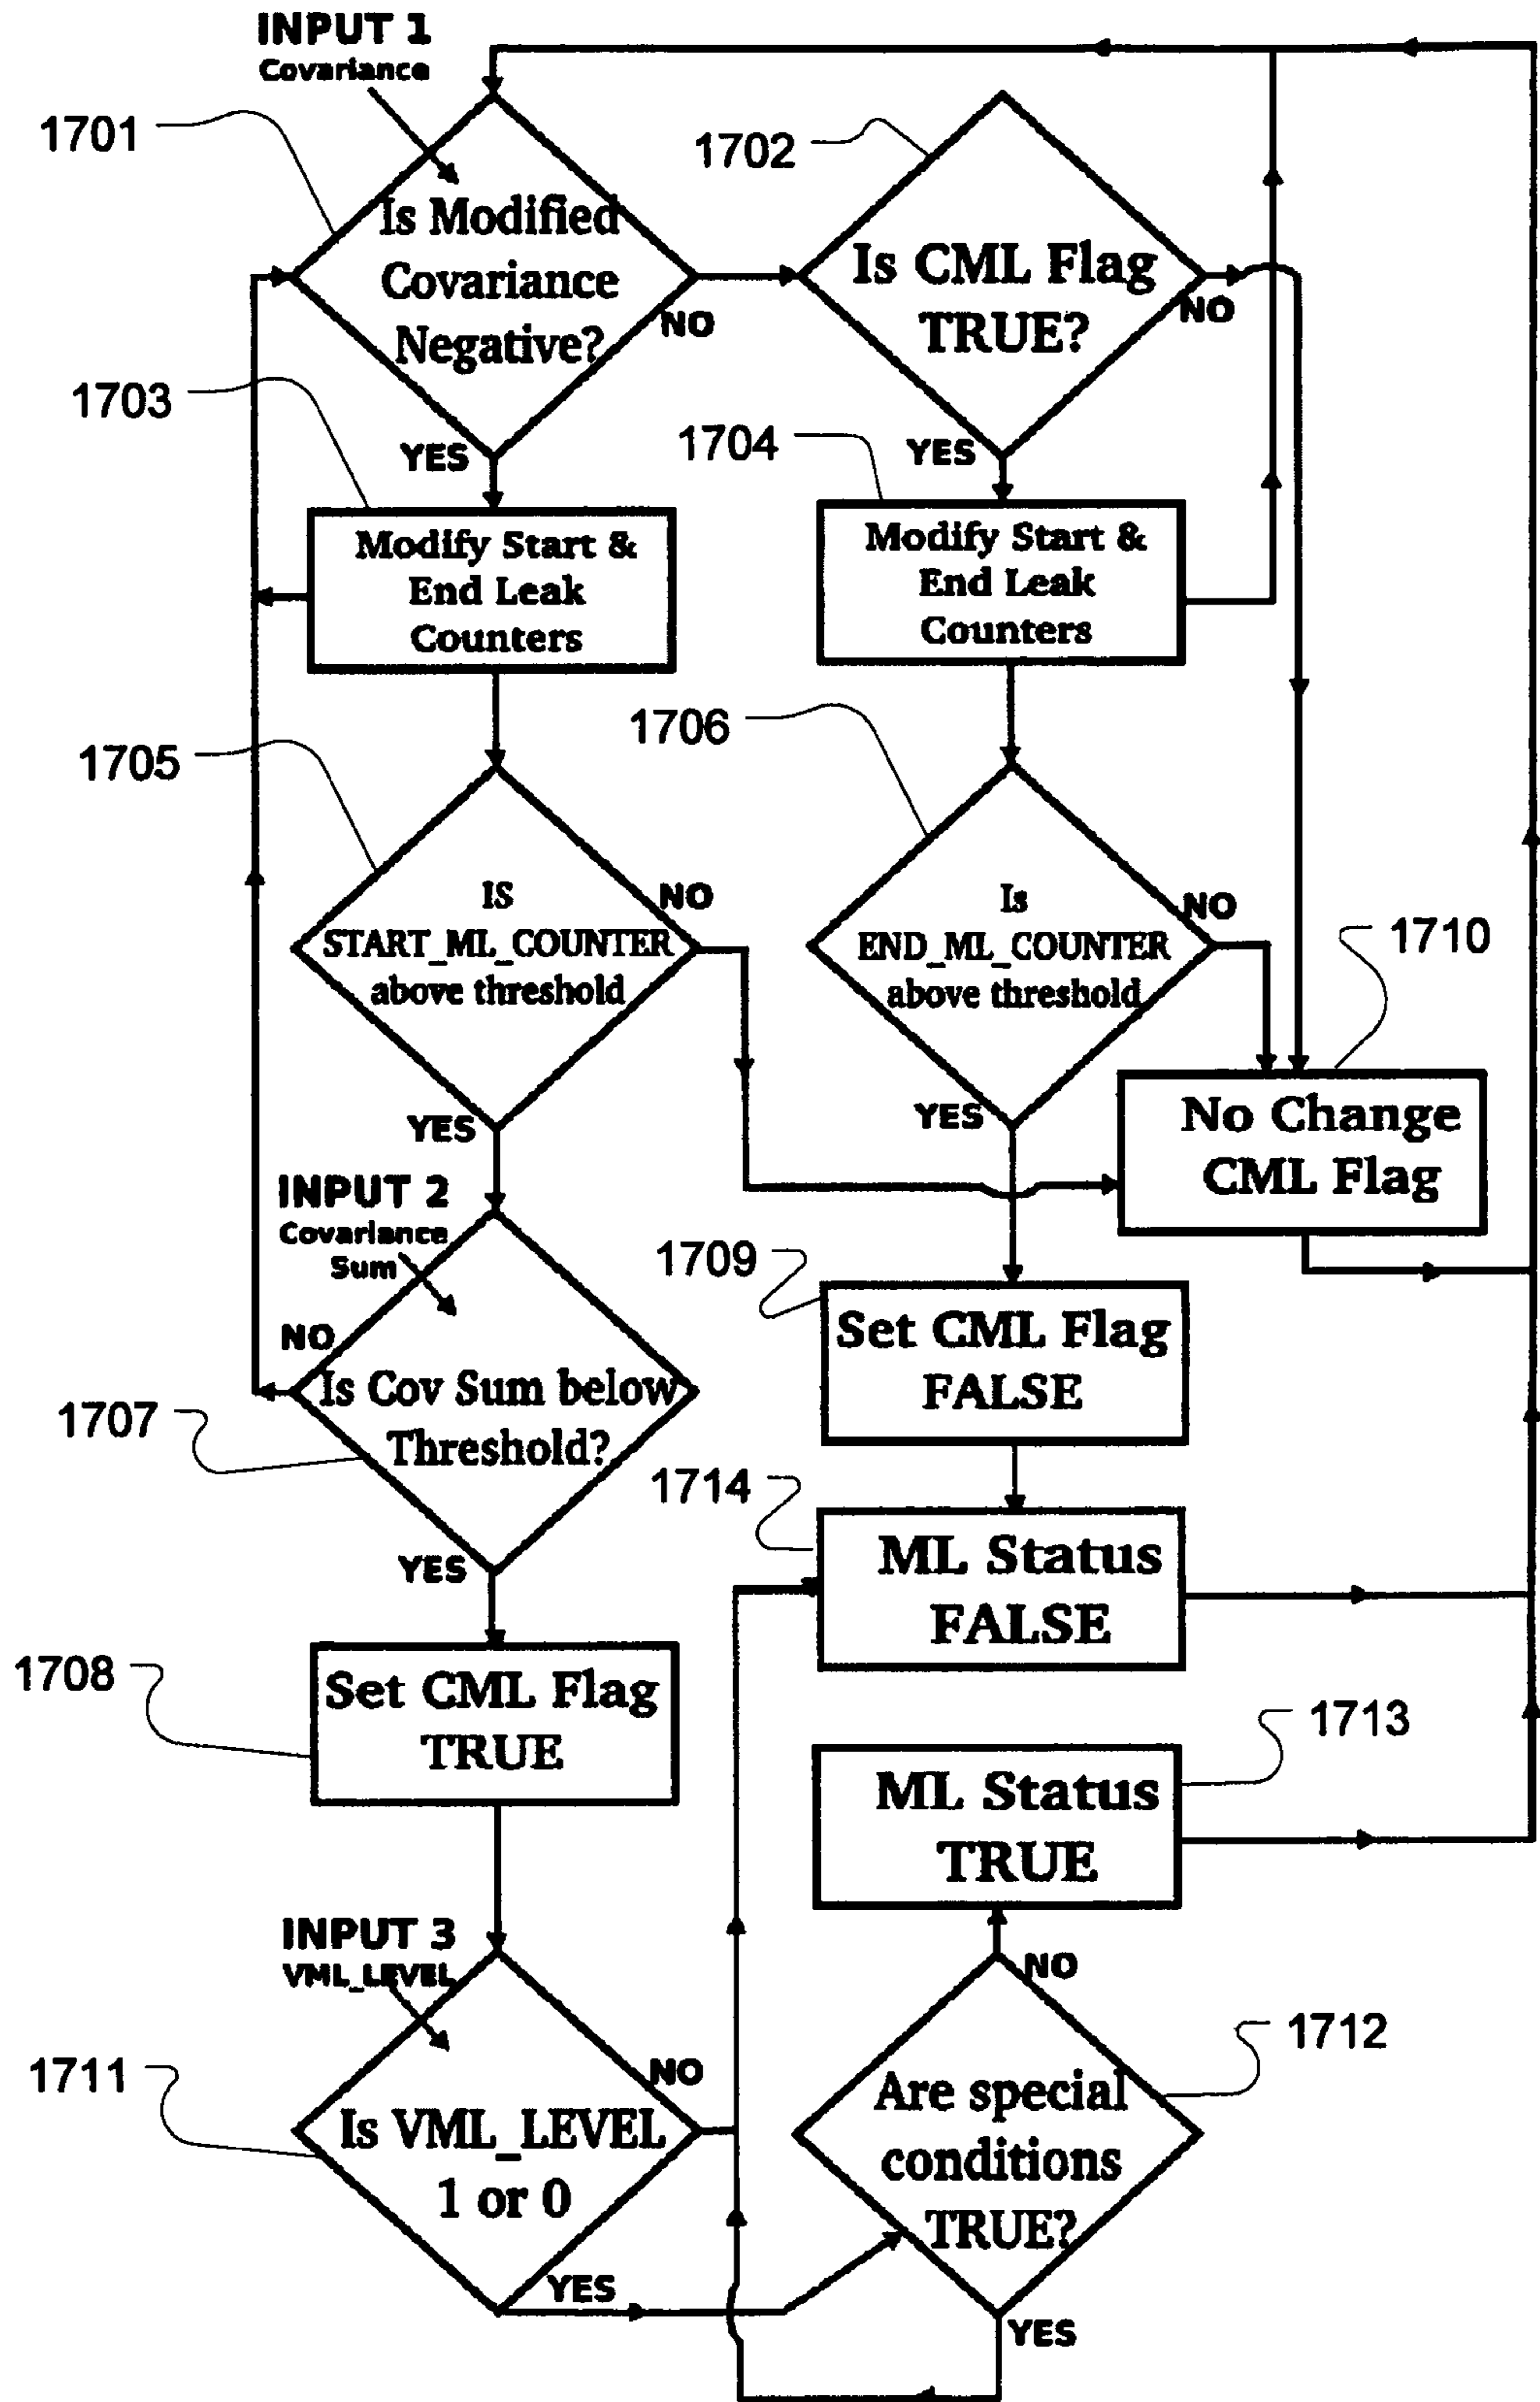 INPUT 1
Covariance
1701
1702
Is Modified
Covariance
Negative?
NO
YES
Is CML Flag
TRUE?
NO
YES
1703
1704
Modify Start &
End Leak
Counters
Modify Start &
End Leak
Counters
1705
1706
IS
START_ML_COUNTER
above threshold
NO
YES
Is
END_ML_COUNTER
above threshold
NO
YES
1710
No Change
CML Flag
INPUT 2
Covariance
Sum
NO
Is Cov Sum below
Threshold?
1707
YES
1709
Set CML Flag
FALSE
1714
ML Status
FALSE
1708
Set CML Flag
TRUE
1713
ML Status
TRUE
INPUT 3
VML_LEVEL
1711
Is VML_LEVEL
1 or 0
NO
YES
NO
1712
Are special
conditions
TRUE?
YES